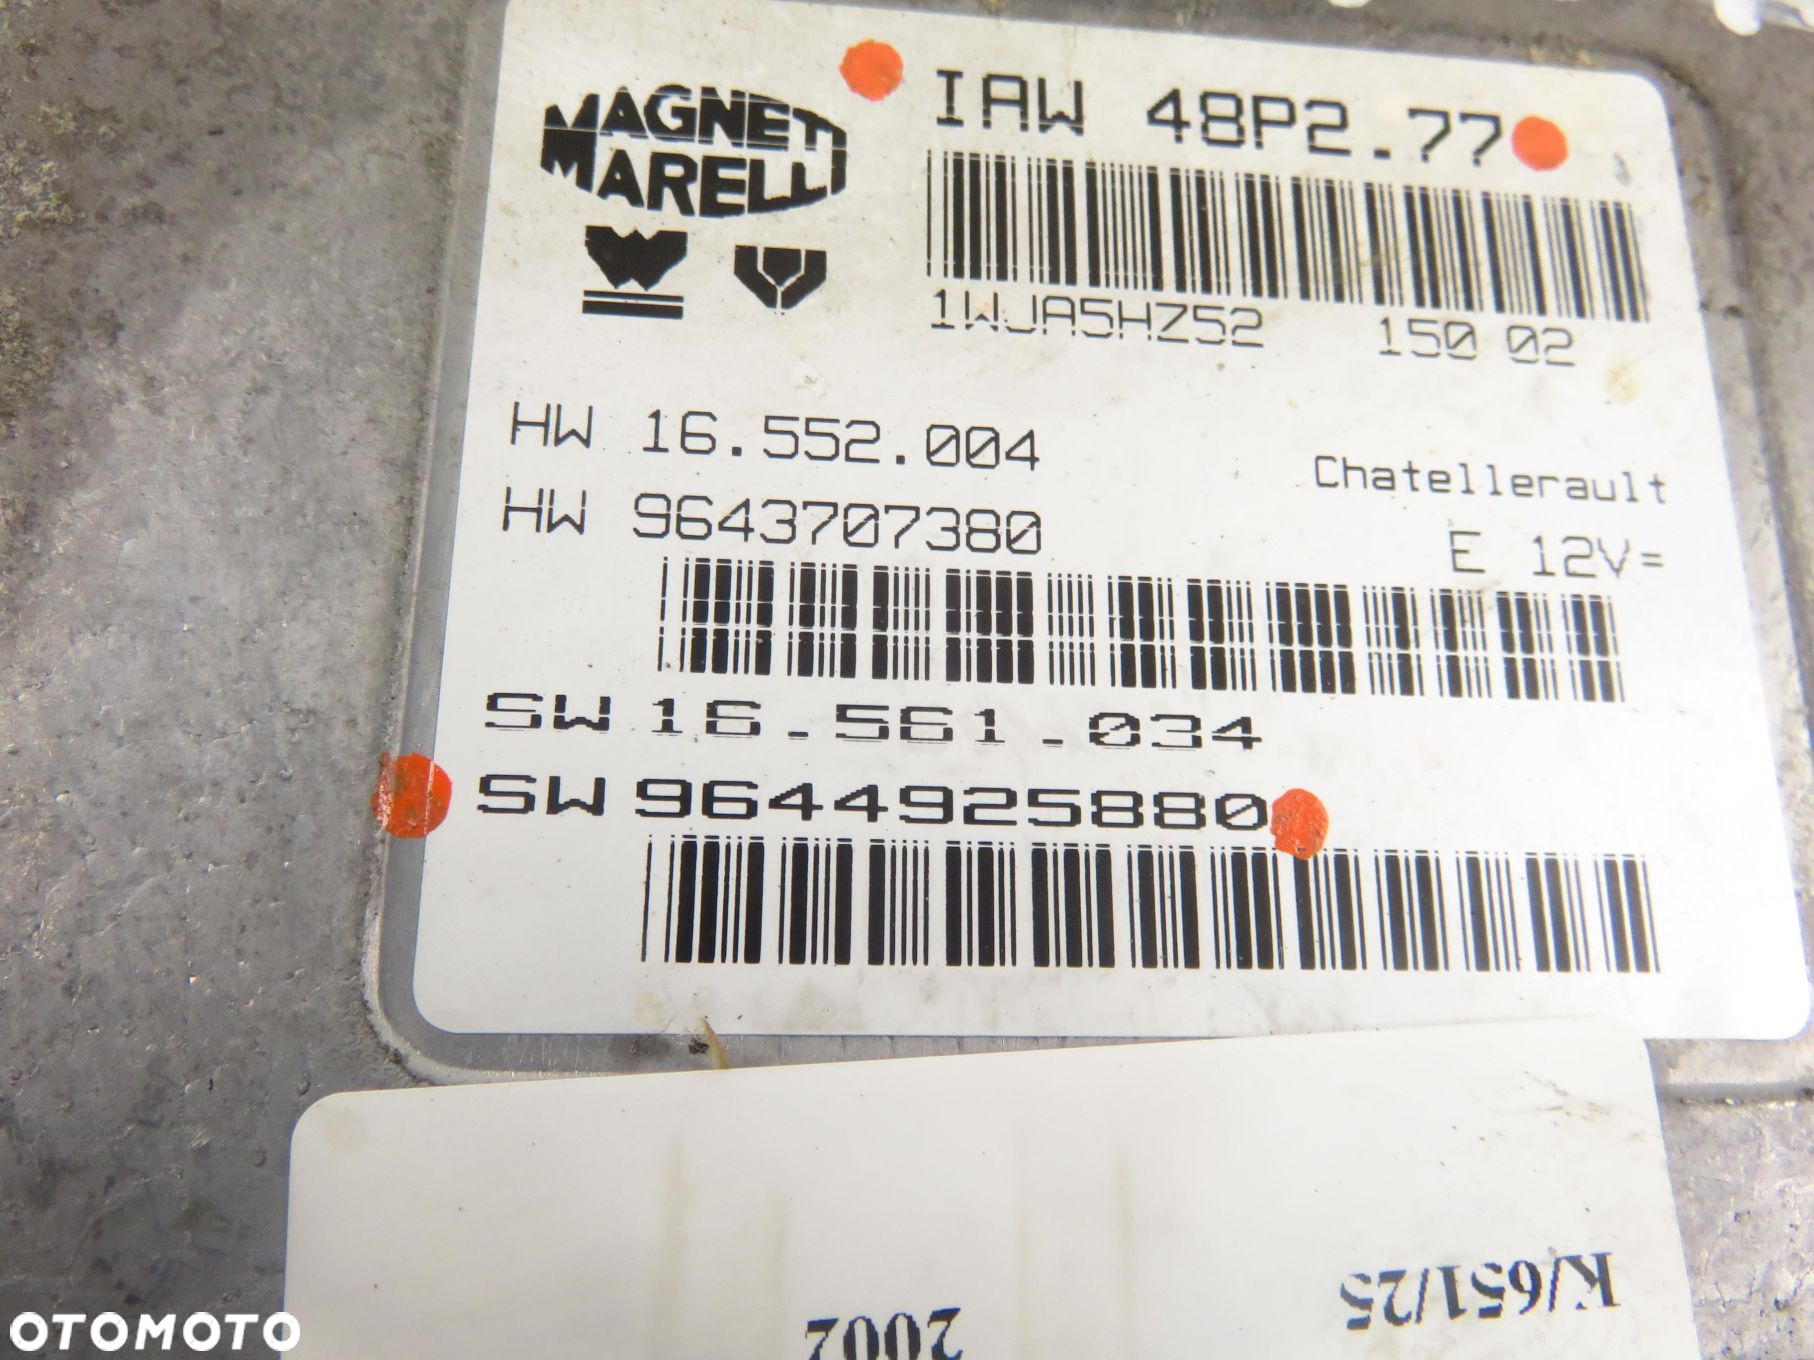 MAGNETI
MARELLI
IAW 48P2.77
1WJA5HZ52 150 02
HW 16.552.004
Chatellerault
HW 9643707380
E 12V=
SW 16.561.034
SW 9644925880
K/651/25
2002
OTOMOTO